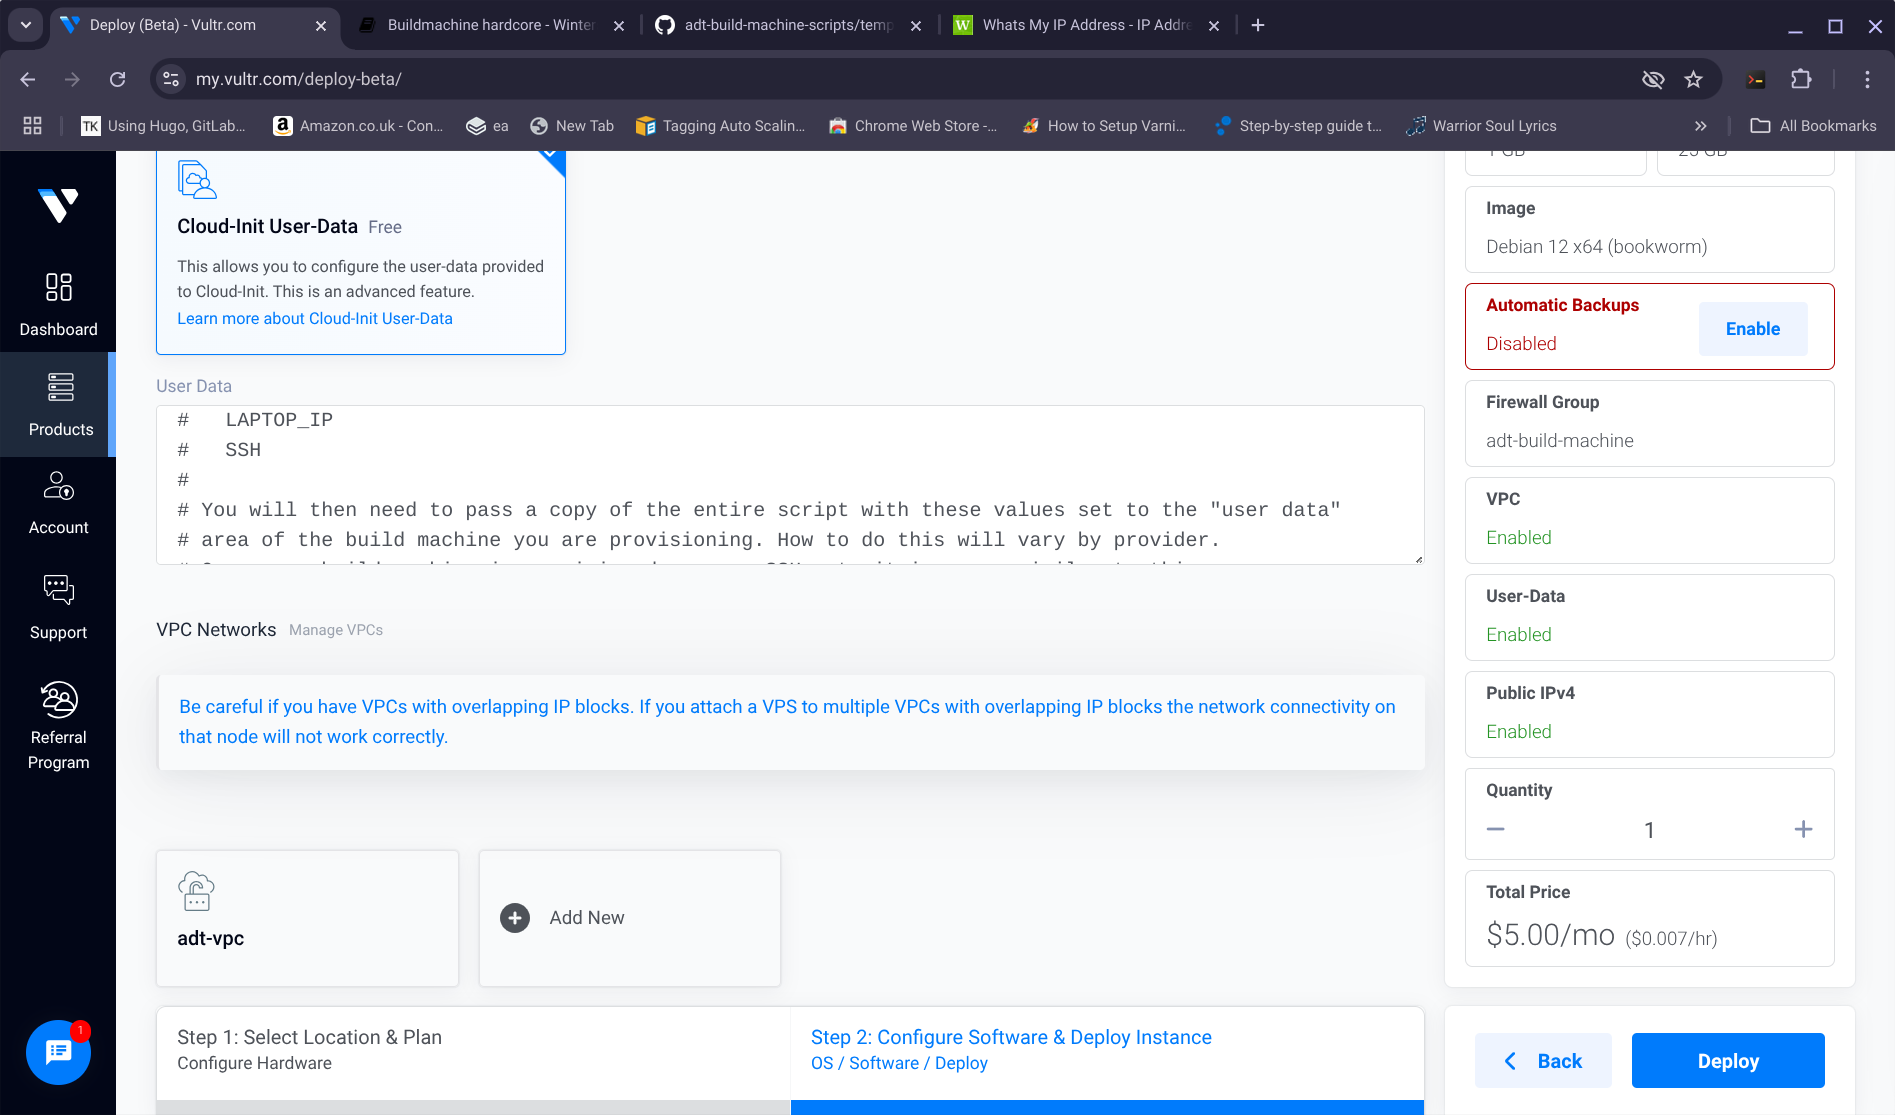 Deploy (Beta) - Vultr.com
Buildmachine hardcore - Winter
adt-build-machine-scripts/temp
Whats My IP Address - IP Addre
my.vultr.com/deploy-beta/
TK
Using Hugo, GitLab...
Amazon.co.uk - Con...
ea
New Tab
Tagging Auto Scalin...
Chrome Web Store -...
How to Setup Varni...
Step-by-step guide t...
Warrior Soul Lyrics
All Bookmarks
Dashboard
Products
Account
Support
Referral
Program
1
Cloud-Init User-Data Free
This allows you to configure the user-data provided
to Cloud-Init. This is an advanced feature.
Learn more about Cloud-Init User-Data
User Data
# LAPTOP_IP
# SSH
#
# You will then need to pass a copy of the entire script with these values set to the "user data"
# area of the build machine you are provisioning. How to do this will vary by provider.
VPC Networks Manage VPCs
Be careful if you have VPCs with overlapping IP blocks. If you attach a VPS to multiple VPCs with overlapping IP blocks the network connectivity on
that node will not work correctly.
adt-vpc
Add New
Step 1: Select Location & Plan
Configure Hardware
Step 2: Configure Software & Deploy Instance
OS / Software / Deploy
1 GB
25 GB
Image
Debian 12 x64 (bookworm)
Automatic Backups
Disabled
Enable
Firewall Group
adt-build-machine
VPC
Enabled
User-Data
Enabled
Public IPv4
Enabled
Quantity
1
Total Price
$5.00/mo ($0.007/hr)
Back
Deploy